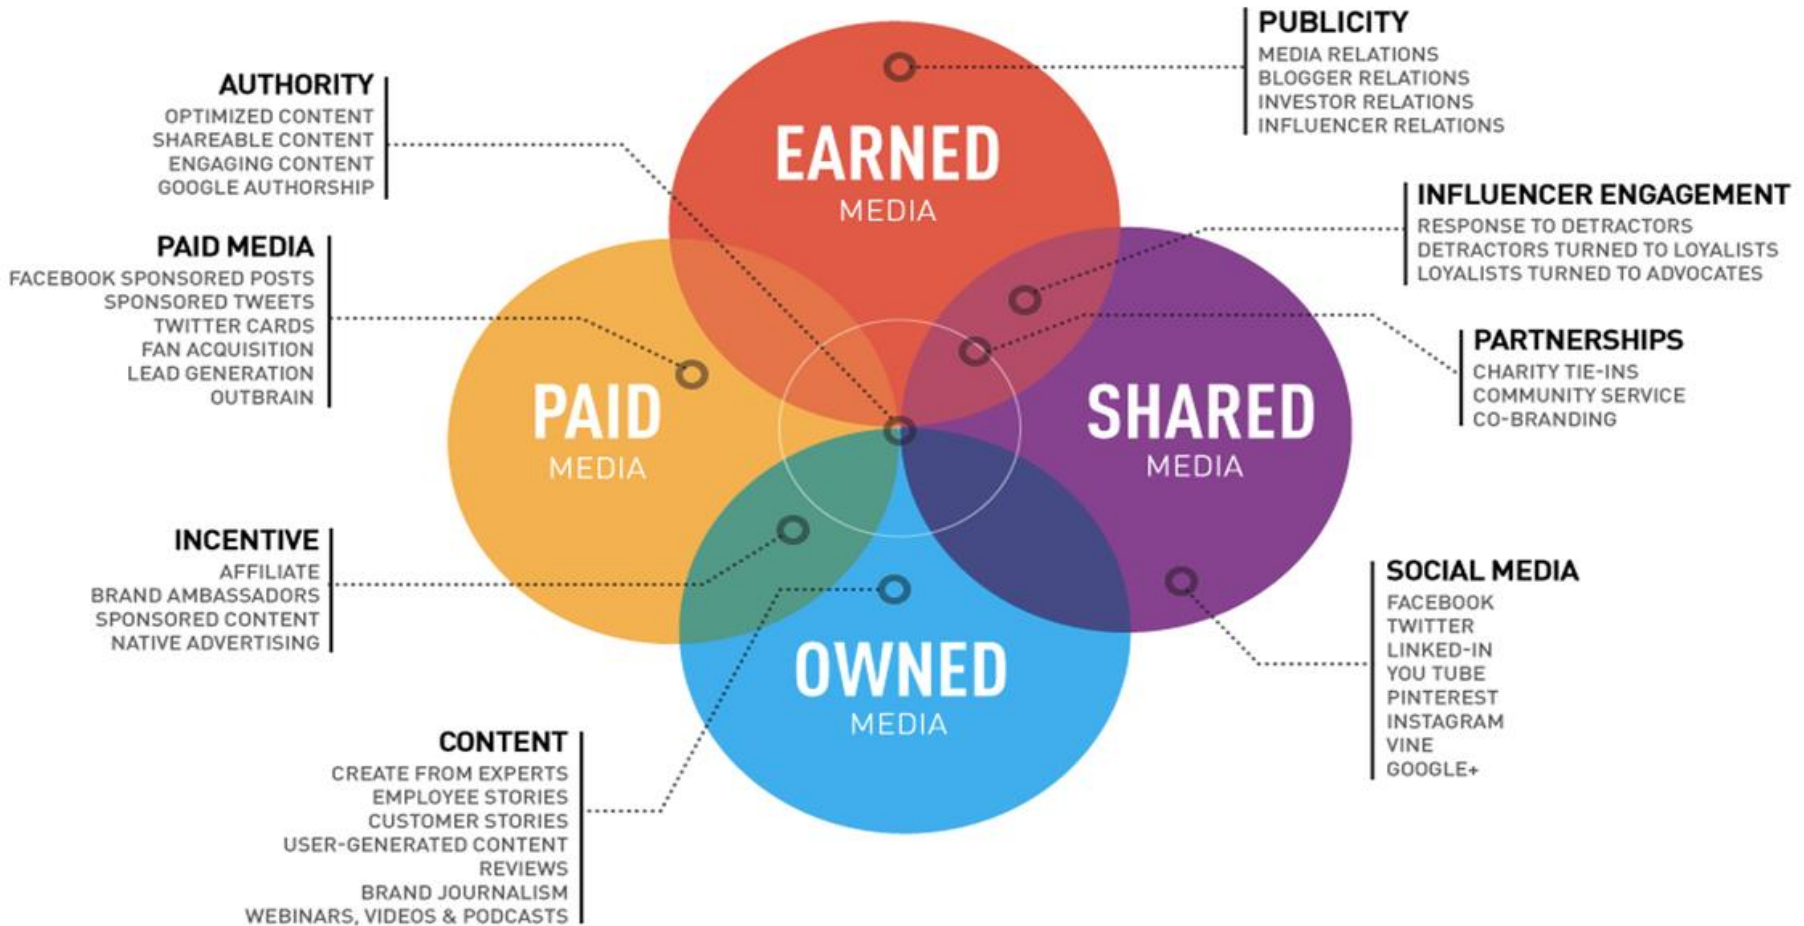 PUBLICITY
MEDIA RELATIONS
BLOGGER RELATIONS
INVESTOR RELATIONS
INFLUENCER RELATIONS
AUTHORITY
OPTIMIZED CONTENT
SHAREABLE CONTENT
ENGAGING CONTENT
GOOGLE AUTHORSHIP
EARNED
MEDIA
INFLUENCER ENGAGEMENT
RESPONSE TO DETRACTORS
DETRACTORS TURNED TO LOYALISTS
LOYALISTS TURNED TO ADVOCATES
PAID MEDIA
FACEBOOK SPONSORED POSTS
SPONSORED TWEETS
TWITTER CARDS
FAN ACQUISITION
LEAD GENERATION
OUTBRAIN
PARTNERSHIPS
CHARITY TIE-INS
COMMUNITY SERVICE
CO-BRANDING
PAID
MEDIA
SHARED
MEDIA
INCENTIVE
AFFILIATE
BRAND AMBASSADORS
SPONSORED CONTENT
NATIVE ADVERTISING
SOCIAL MEDIA
FACEBOOK
TWITTER
LINKED-IN
YOU TUBE
PINTEREST
INSTAGRAM
VINE
GOOGLE+
OWNED
MEDIA
CONTENT
CREATE FROM EXPERTS
EMPLOYEE STORIES
CUSTOMER STORIES
USER-GENERATED CONTENT
REVIEWS
BRAND JOURNALISM
WEBINARS, VIDEOS & PODCASTS